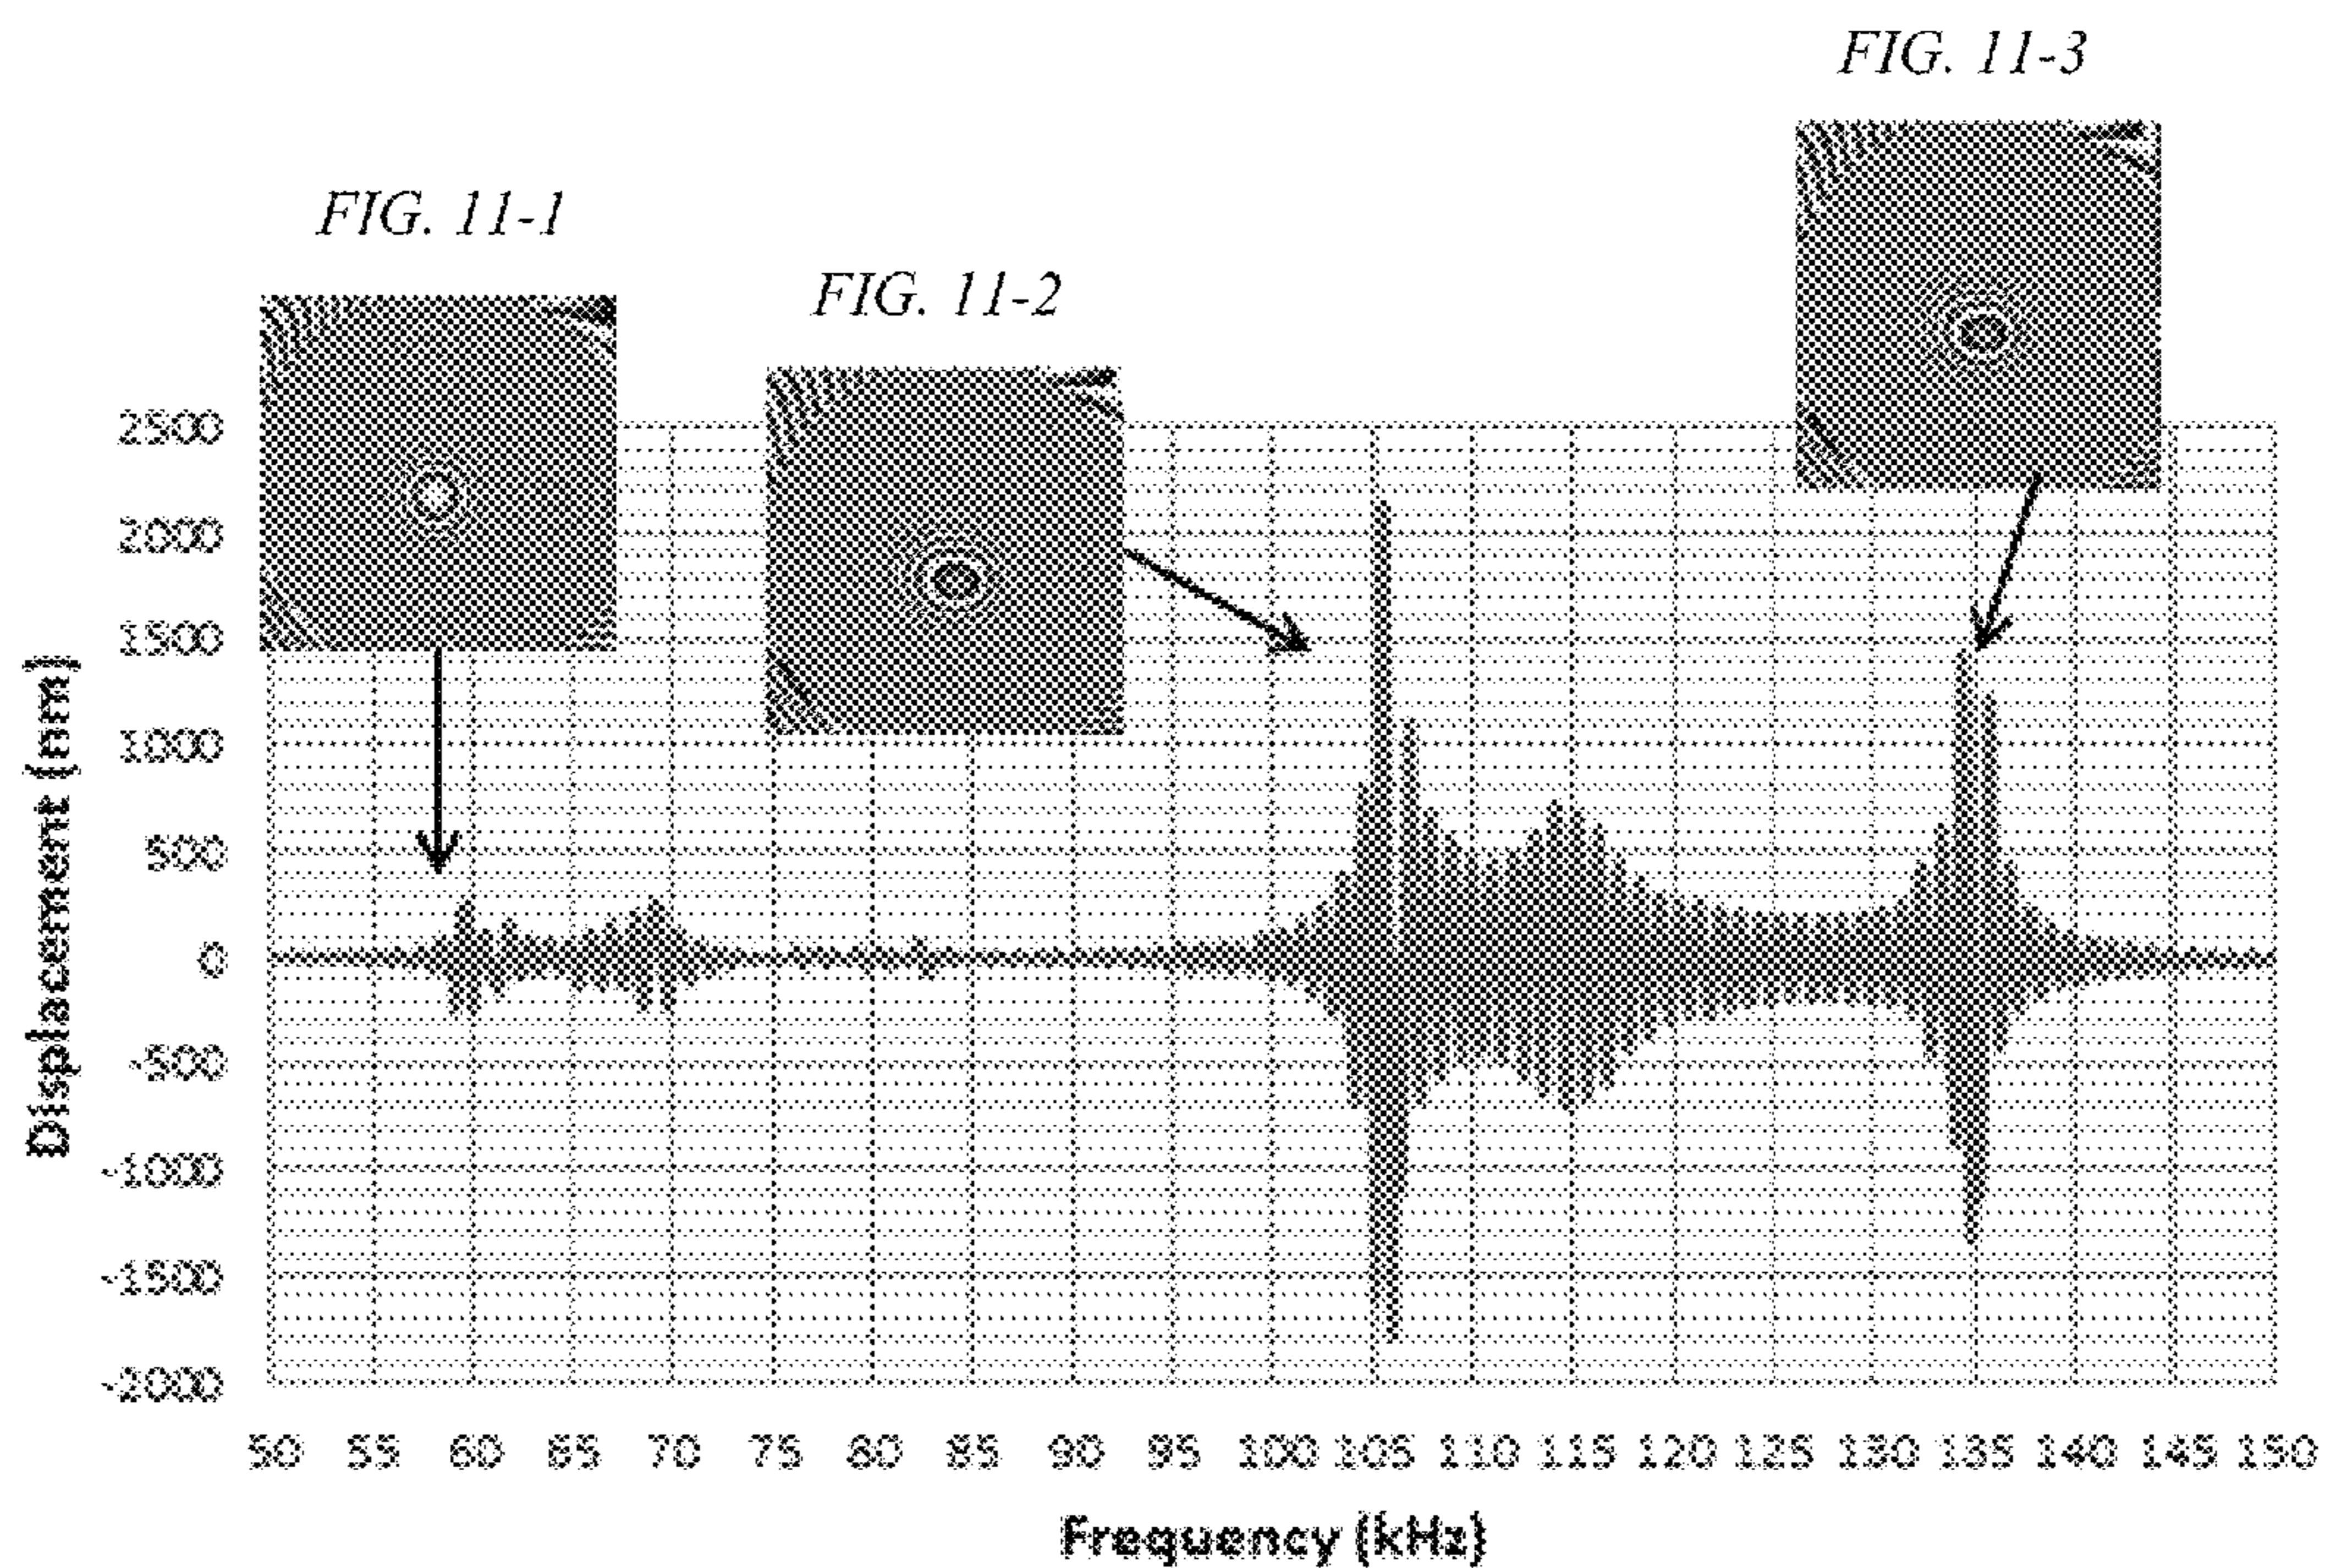 FIG. 11-3
FIG. 11-1
FIG. 11-2
Displacement (nm)
2500
2000
1500
1000
500
0
-500
-1000
-1500
-2000
50 55 60 65 70 75 80 85 90 95 100 105 110 115 120 125 130 135 140 145 150
Frequency (kHz)